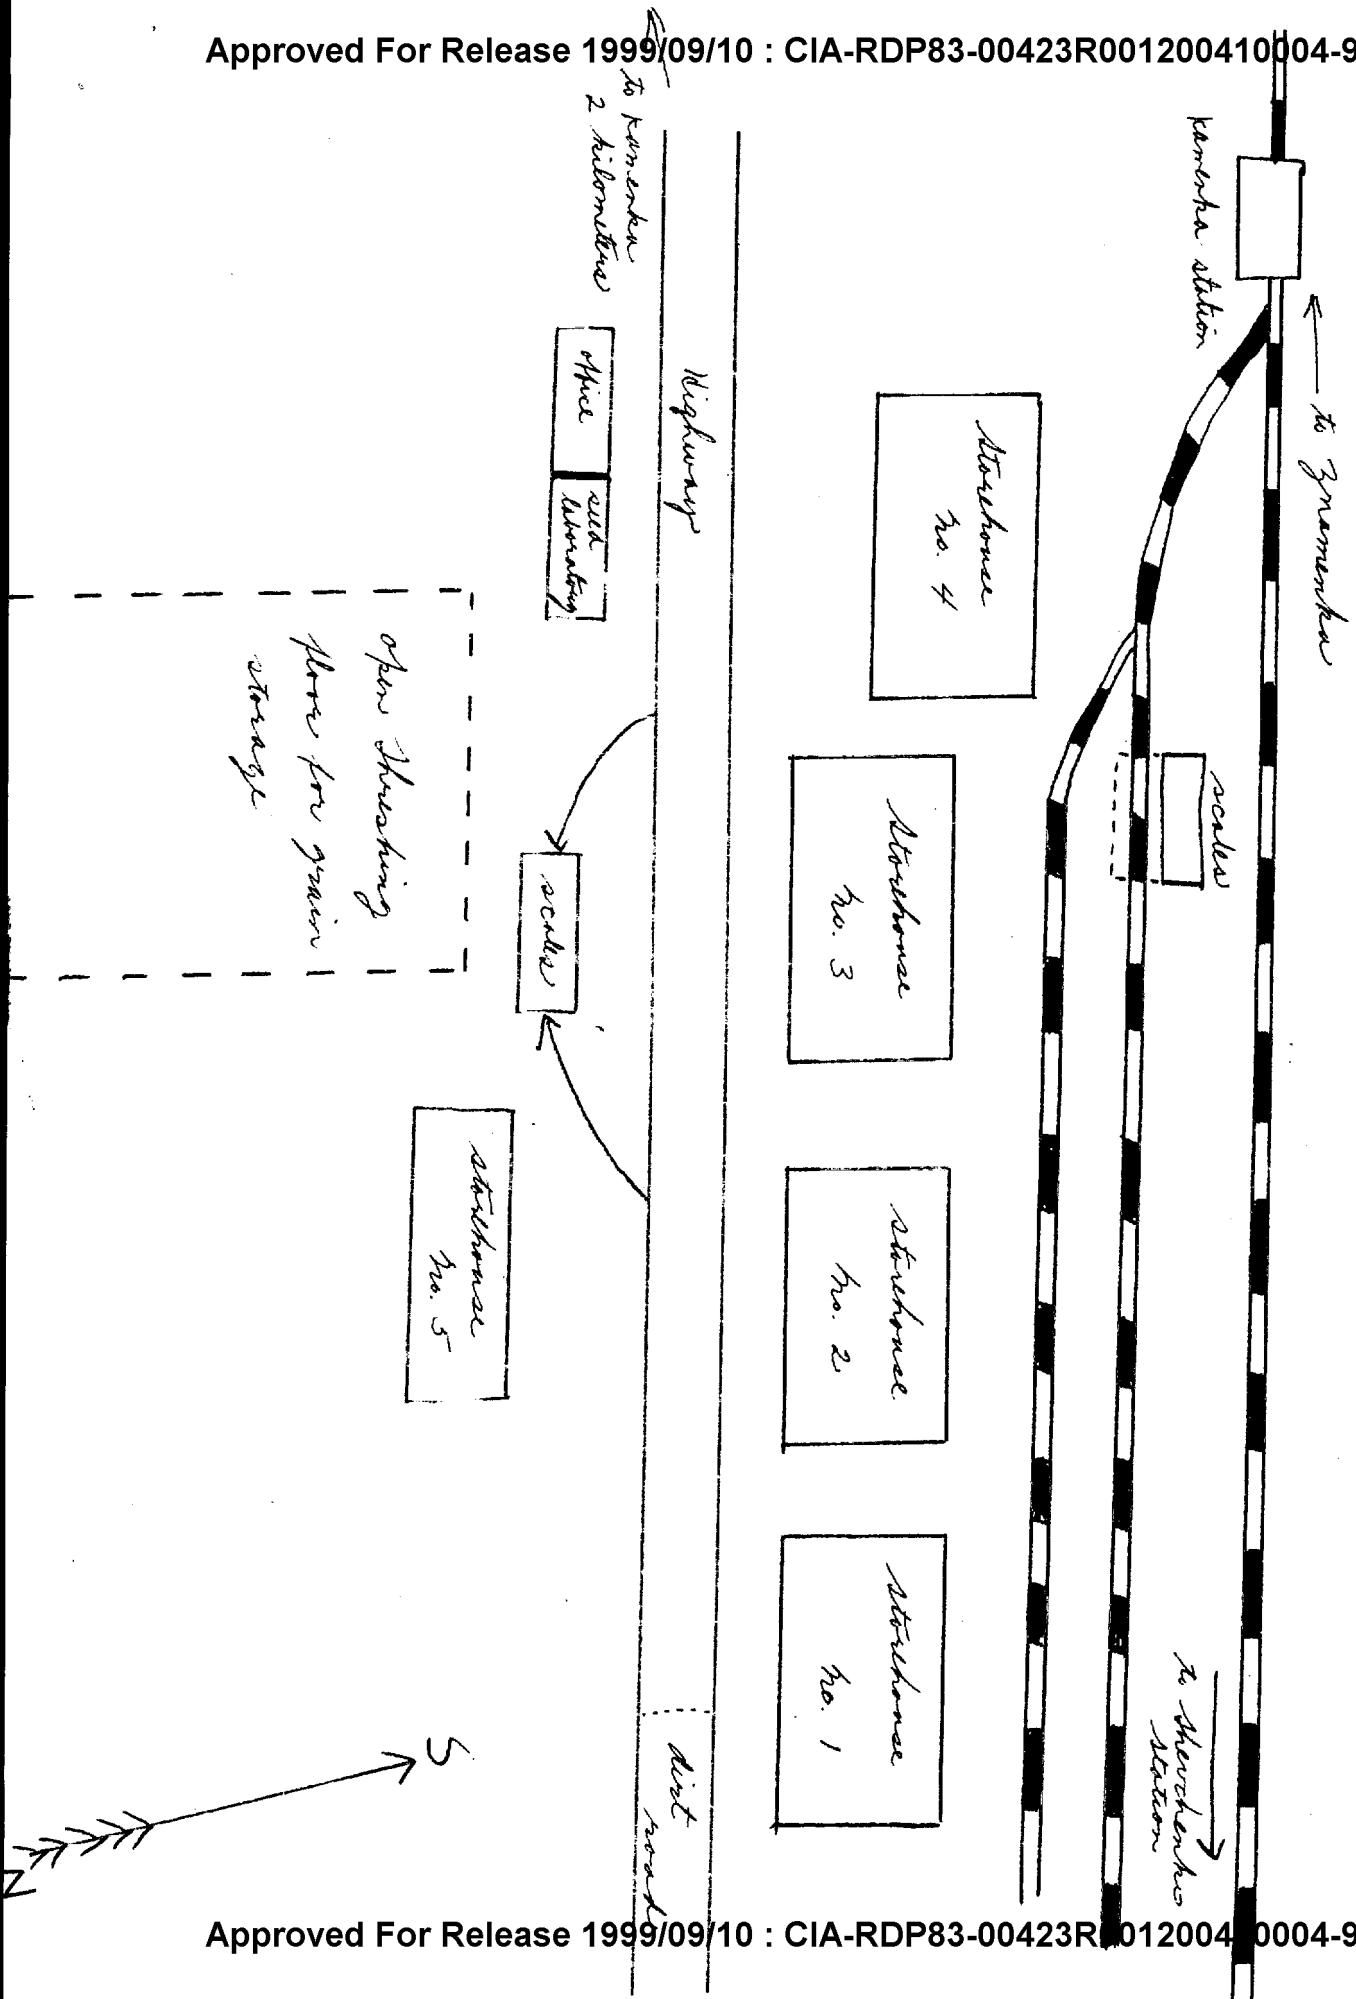 Approved For Release 1999/09/10 : CIA-RDP83-00423R001200410004-9
to Kamenka
2 kilometers
Kamenka station
to Znamenka
office
seed
laboratory
Highway
Storehouse
No. 4
scales
open threshing
floor for grain
storage
scales
Storehouse
No. 3
storehouse
No. 5
storehouse
No. 2
storehouse
No. 1
to Shevchenko
station
dirt road
S
N
Approved For Release 1999/09/10 : CIA-RDP83-00423R001200410004-9